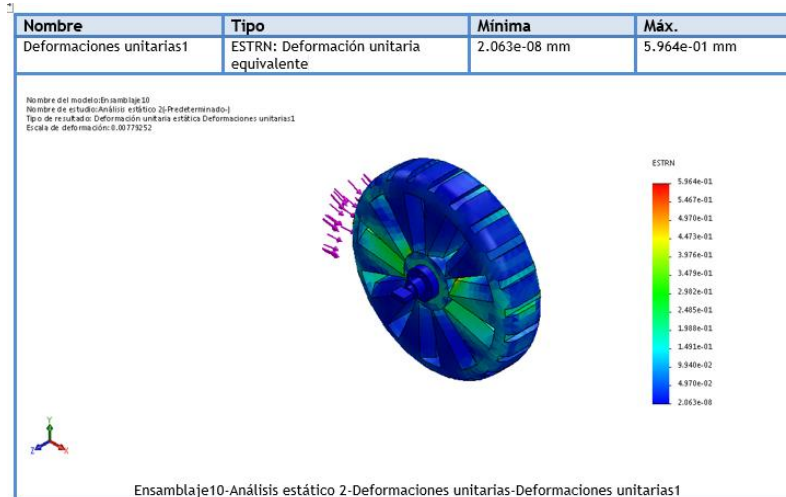 Nombre Tipo Mínima Máx.
Deformaciones unitarias1 ESTRN: Deformación unitaria equivalente 2.063e-08 mm 5.964e-01 mm
Nombre del modelo:Ensamblaje10
Nombre de estudio:Análisis estático 2(-Predeterminado-)
Tipo de resultado: Deformación unitaria estática Deformaciones unitarias1
Escala de deformación: 0.00779252
ESTRN
5.964e-01
5.467e-01
4.970e-01
4.473e-01
3.976e-01
3.479e-01
2.982e-01
2.485e-01
1.988e-01
1.491e-01
9.940e-02
4.970e-02
2.063e-08
Y
Z X
Ensamblaje10-Análisis estático 2-Deformaciones unitarias-Deformaciones unitarias1